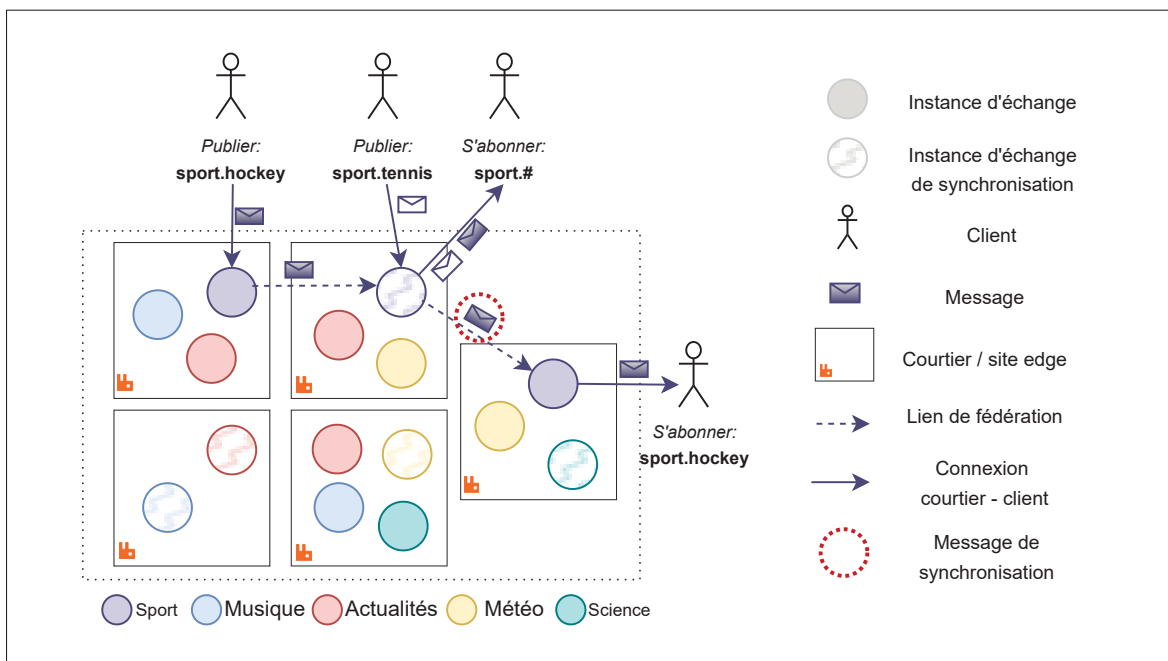 Publier:
sport.hockey
Publier:
sport.tennis
S'abonner:
sport.#
S'abonner:
sport.hockey
Sport
Musique
Actualités
Météo
Science
Instance d'échange
Instance d'échange
de synchronisation
Client
Message
Courtier / site edge
Lien de fédération
Connexion
courtier - client
Message de
synchronisation